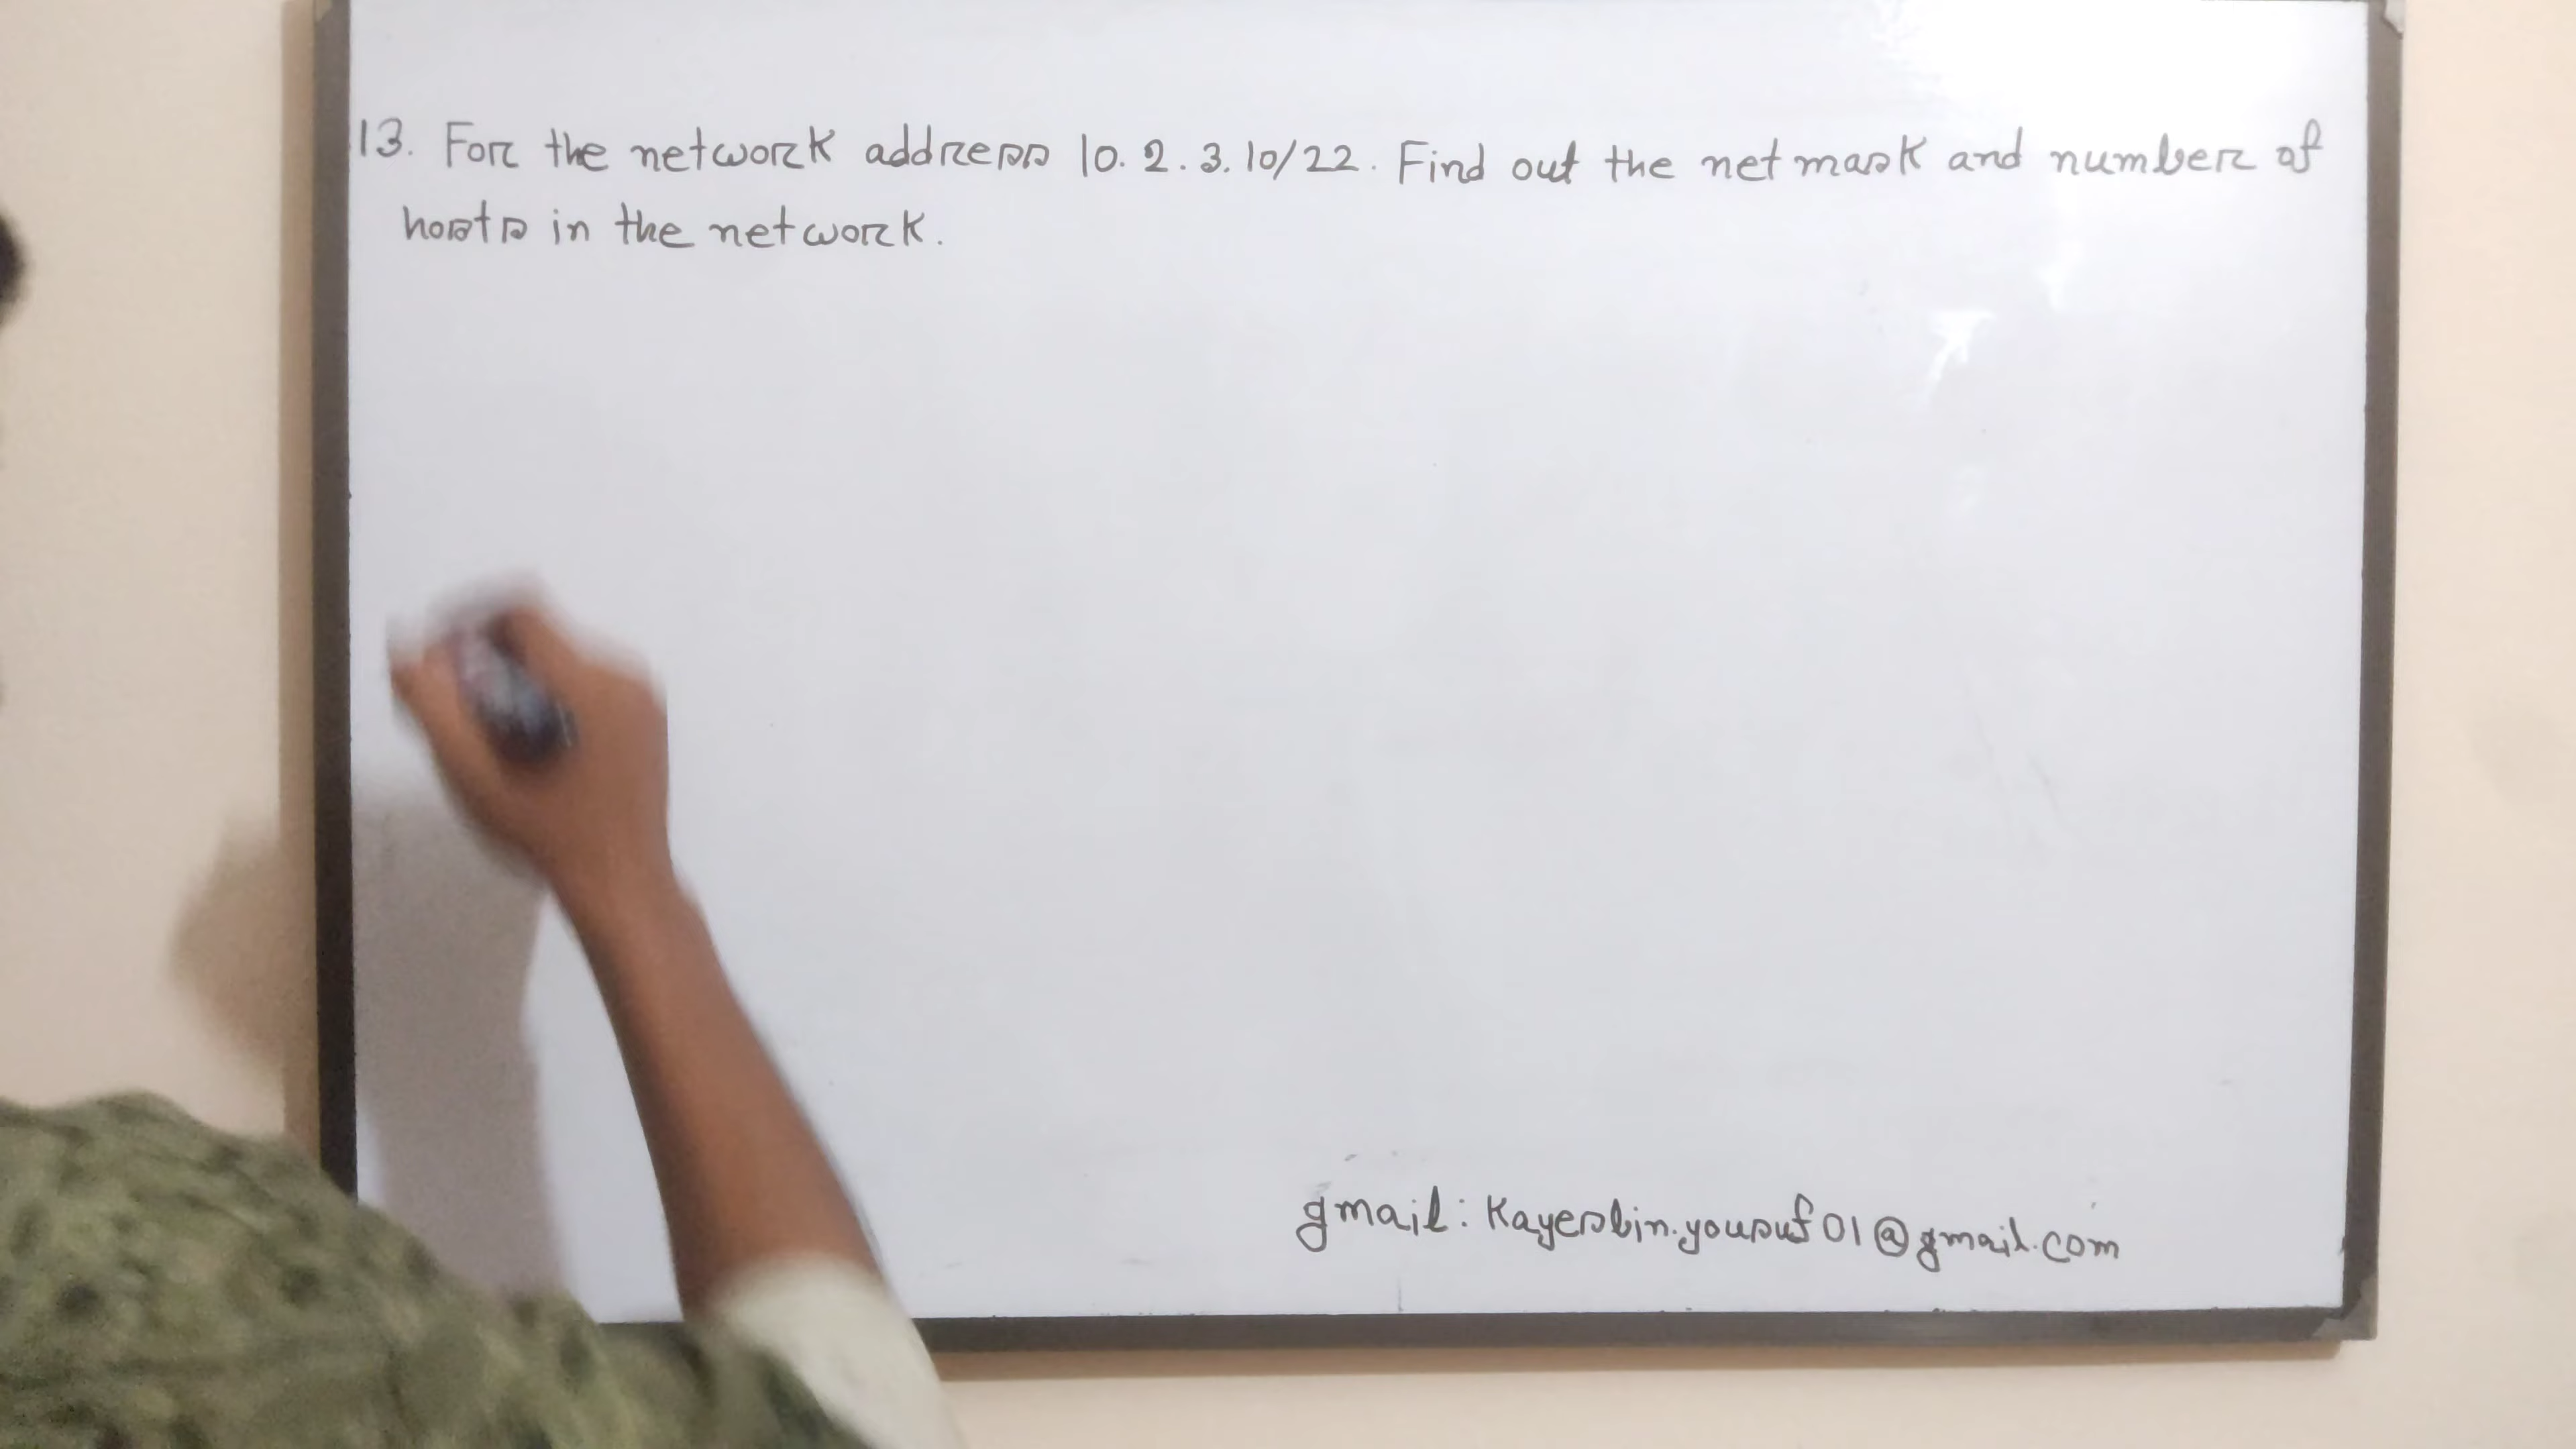 13. For the network address 10.2.3.10/22. Find out the net mask and number of
hosts in the network.
gmail: Kayesbin.yousuf01@gmail.com